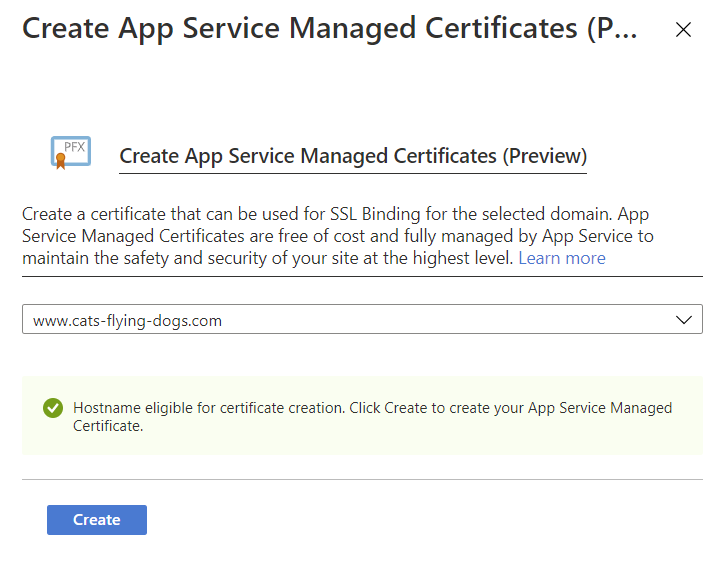 Create App Service Managed Certificates (P...
PFX
Create App Service Managed Certificates (Preview)
Create a certificate that can be used for SSL Binding for the selected domain. App
Service Managed Certificates are free of cost and fully managed by App Service to
maintain the safety and security of your site at the highest level. Learn more
www.cats-flying-dogs.com
Hostname eligible for certificate creation. Click Create to create your App Service Managed
Certificate.
Create